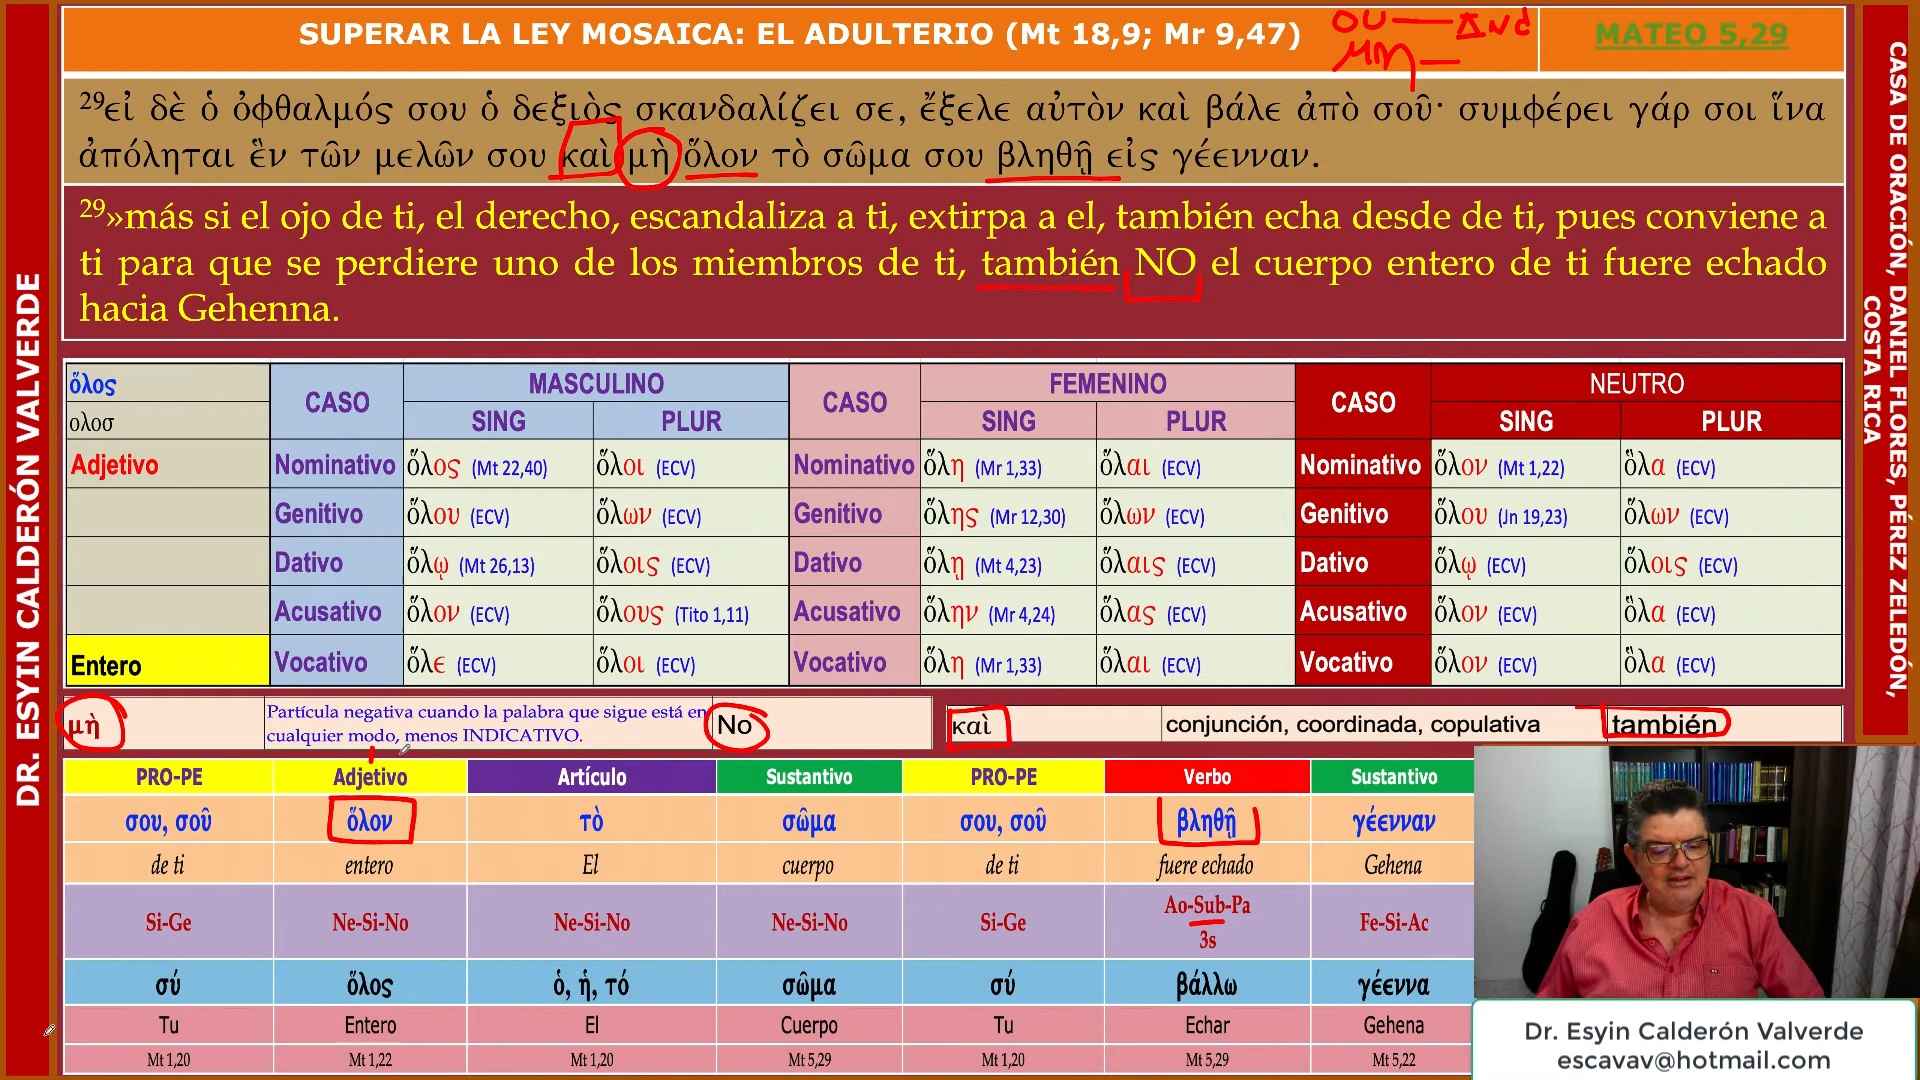 SUPERAR LA LEY MOSAICA: EL ADULTERIO (Mt 18,9; Mr 9,47)
ου — Ind
μη —
MATEO 5,29
29εἰ δὲ ὁ ὀφθαλμός σου ὁ δεξιὸς σκανδαλίζει σε, ἔξελε αὐτὸν καὶ βάλε ἀπὸ σοῦ· συμφέρει γάρ σοι ἵνα
ἀπόληται ἓν τῶν μελῶν σου καὶ μὴ ὅλον τὸ σῶμα σου βληθῇ εἰς γέενναν.
29»más si el ojo de ti, el derecho, escandaliza a ti, extirpa a el, también echa desde de ti, pues conviene a
ti para que se perdiere uno de los miembros de ti, también NO el cuerpo entero de ti fuere echado
hacia Gehenna.
ὅλος CASO MASCULINO CASO FEMENINO CASO NEUTRO
ολοσ SING PLUR SING PLUR SING PLUR
Adjetivo Nominativo ὅλος (Mt 22,40) ὅλοι (ECV) Nominativo ὅλη (Mr 1,33) ὅλαι (ECV) Nominativo ὅλον (Mt 1,22) ὅλα (ECV)
Genitivo ὅλου (ECV) ὅλων (ECV) Genitivo ὅλης (Mr 12,30) ὅλων (ECV) Genitivo ὅλου (Jn 19,23) ὅλων (ECV)
Dativo ὅλῳ (Mt 26,13) ὅλοις (ECV) Dativo ὅλῃ (Mt 4,23) ὅλαις (ECV) Dativo ὅλῳ (ECV) ὅλοις (ECV)
Acusativo ὅλον (ECV) ὅλους (Tito 1,11) Acusativo ὅλην (Mr 4,24) ὅλας (ECV) Acusativo ὅλον (ECV) ὅλα (ECV)
Entero Vocativo ὅλε (ECV) ὅλοι (ECV) Vocativo ὅλη (Mr 1,33) ὅλαι (ECV) Vocativo ὅλον (ECV) ὅλα (ECV)
μὴ Partícula negativa cuando la palabra que sigue está en No καὶ conjunción, coordinada, copulativa también
cualquier modo, menos INDICATIVO.
PRO-PE Adjetivo Artículo Sustantivo PRO-PE Verbo Sustantivo
σου, σοῦ ὅλον τὸ σῶμα σου, σοῦ βληθῇ γέενναν
de ti entero El cuerpo de ti fuere echado Gehena
Si-Ge Ne-Si-No Ne-Si-No Ne-Si-No Si-Ge Ao-Sub-Pa Fe-Si-Ac
3s
σύ ὅλος ὁ, ἡ, τό σῶμα σύ βάλλω γέεννα
Tu Entero El Cuerpo Tu Echar Gehena
Mt 1,20 Mt 1,22 Mt 1,20 Mt 5,29 Mt 1,20 Mt 5,29 Mt 5,22
DR. ESYIN CALDERÓN VALVERDE
CASA DE ORACIÓN, DANIEL FLORES, PÉREZ ZELEDÓN,
COSTA RICA
Dr. Esyin Calderón Valverde
escavav@hotmail.com